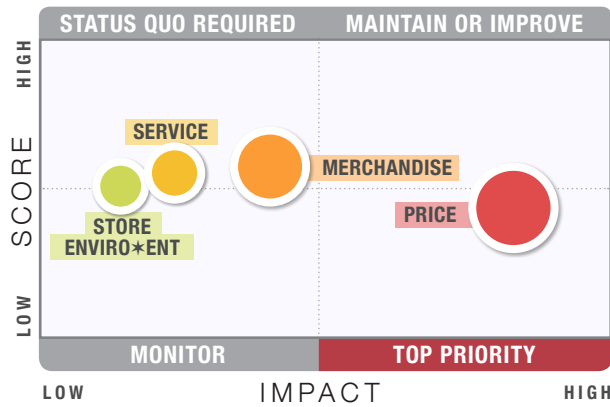 STATUS QUO REQUIRED
MAINTAIN OR IMPROVE
HIGH
SCORE
LOW
SERVICE
MERCHANDISE
PRICE
STORE
ENVIRO✶ENT
MONITOR
TOP PRIORITY
LOW
IMPACT
HIGH